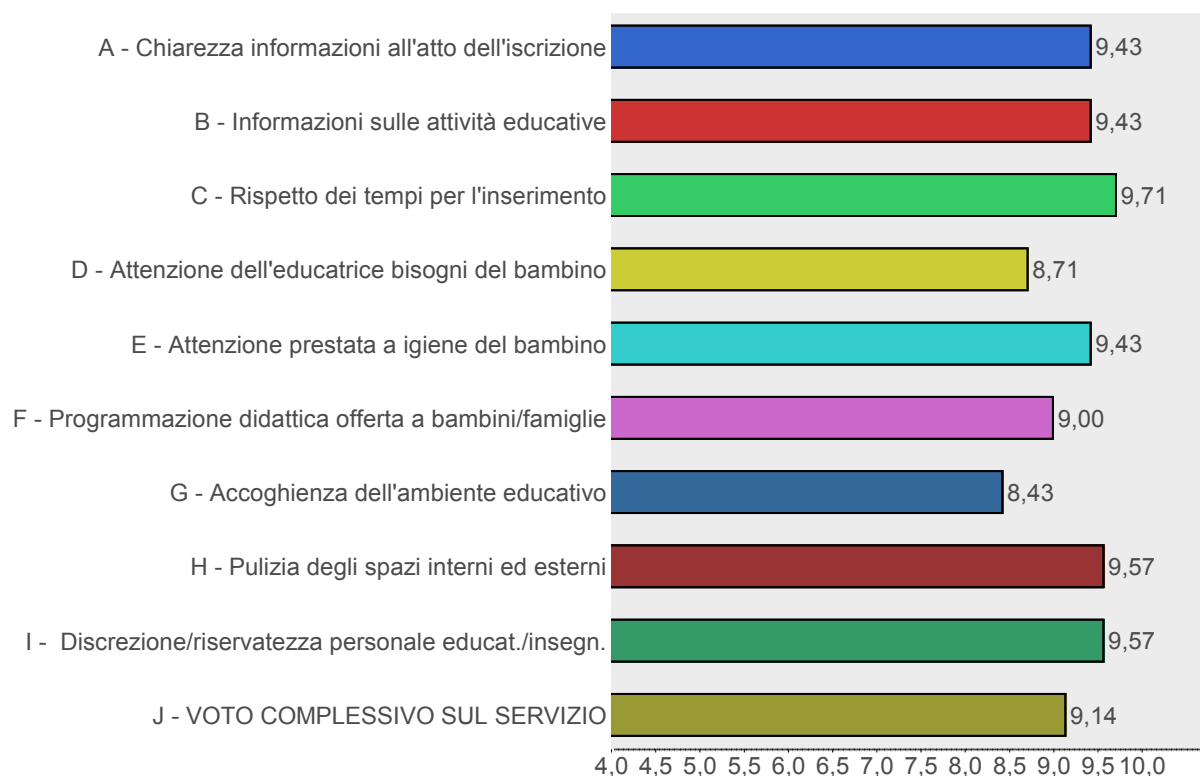 A - Chiarezza informazioni all'atto dell'iscrizione 9,43
B - Informazioni sulle attività educative 9,43
C - Rispetto dei tempi per l'inserimento 9,71
D - Attenzione dell'educatrice bisogni del bambino 8,71
E - Attenzione prestata a igiene del bambino 9,43
F - Programmazione didattica offerta a bambini/famiglie 9,00
G - Accoghienza dell'ambiente educativo 8,43
H - Pulizia degli spazi interni ed esterni 9,57
I -  Discrezione/riservatezza personale educat./insegn. 9,57
J - VOTO COMPLESSIVO SUL SERVIZIO 9,14
4,0 4,5 5,0 5,5 6,0 6,5 7,0 7,5 8,0 8,5 9,0 9,5 10,0